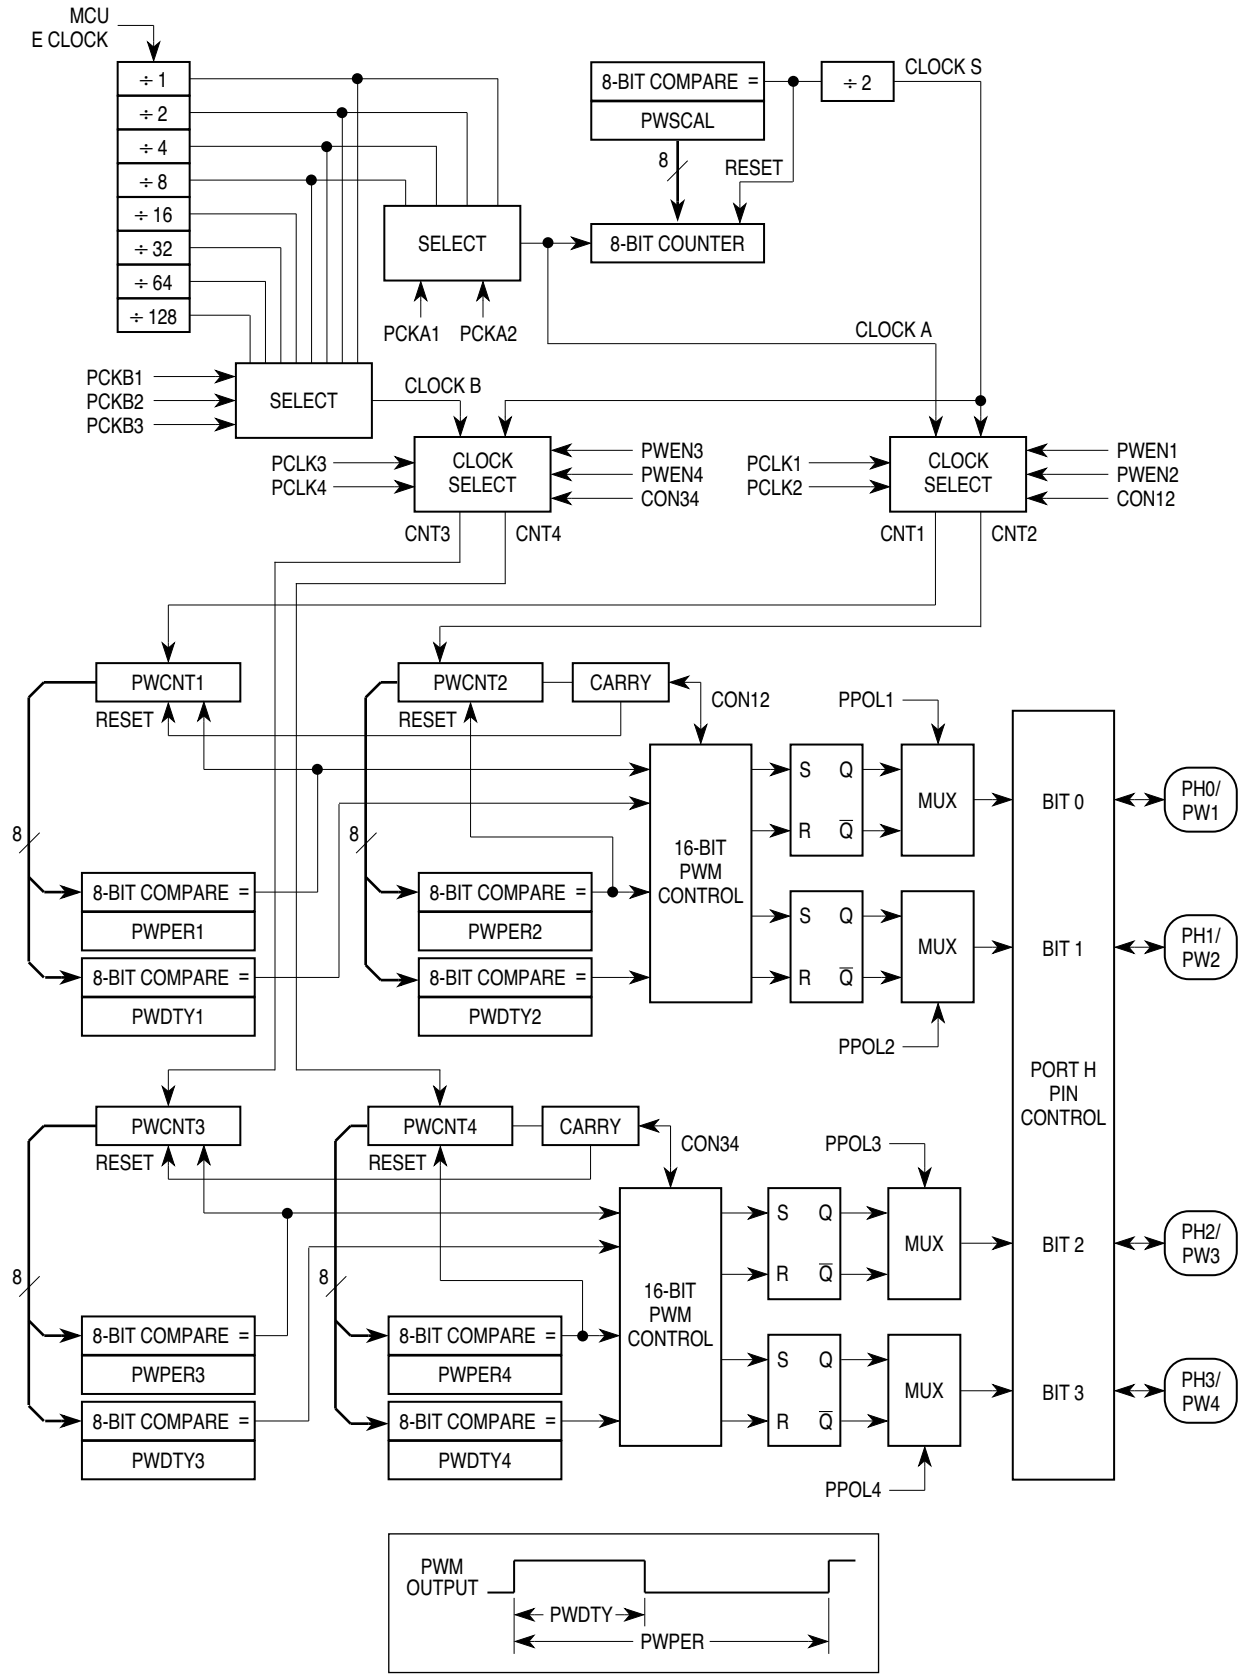 MCU
E CLOCK
÷ 1
÷ 2
÷ 4
÷ 8
÷ 16
÷ 32
÷ 64
÷ 128
8-BIT COMPARE =
PWSCAL
÷ 2
CLOCK S
8
RESET
SELECT
8-BIT COUNTER
PCKA1
PCKA2
CLOCK A
PCKB1
PCKB2
PCKB3
SELECT
CLOCK B
PCLK3
PCLK4
CLOCK
SELECT
PWEN3
PWEN4
CON34
PCLK1
PCLK2
CLOCK
SELECT
PWEN1
PWEN2
CON12
CNT3
CNT4
CNT1
CNT2
PWCNT1
RESET
PWCNT2
RESET
CARRY
CON12
PPOL1
8
8
8-BIT COMPARE =
PWPER1
8-BIT COMPARE =
PWDTY1
8-BIT COMPARE =
PWPER2
8-BIT COMPARE =
PWDTY2
16-BIT
PWM
CONTROL
S Q
R Q̅
MUX
BIT 0
PH0/
PW1
S Q
R Q̅
MUX
BIT 1
PH1/
PW2
PPOL2
PORT H
PIN
CONTROL
PWCNT3
RESET
PWCNT4
RESET
CARRY
CON34
PPOL3
8
8
8-BIT COMPARE =
PWPER3
8-BIT COMPARE =
PWDTY3
8-BIT COMPARE =
PWPER4
8-BIT COMPARE =
PWDTY4
16-BIT
PWM
CONTROL
S Q
R Q̅
MUX
BIT 2
PH2/
PW3
S Q
R Q̅
MUX
BIT 3
PH3/
PW4
PPOL4
PWM
OUTPUT
PWDTY
PWPER